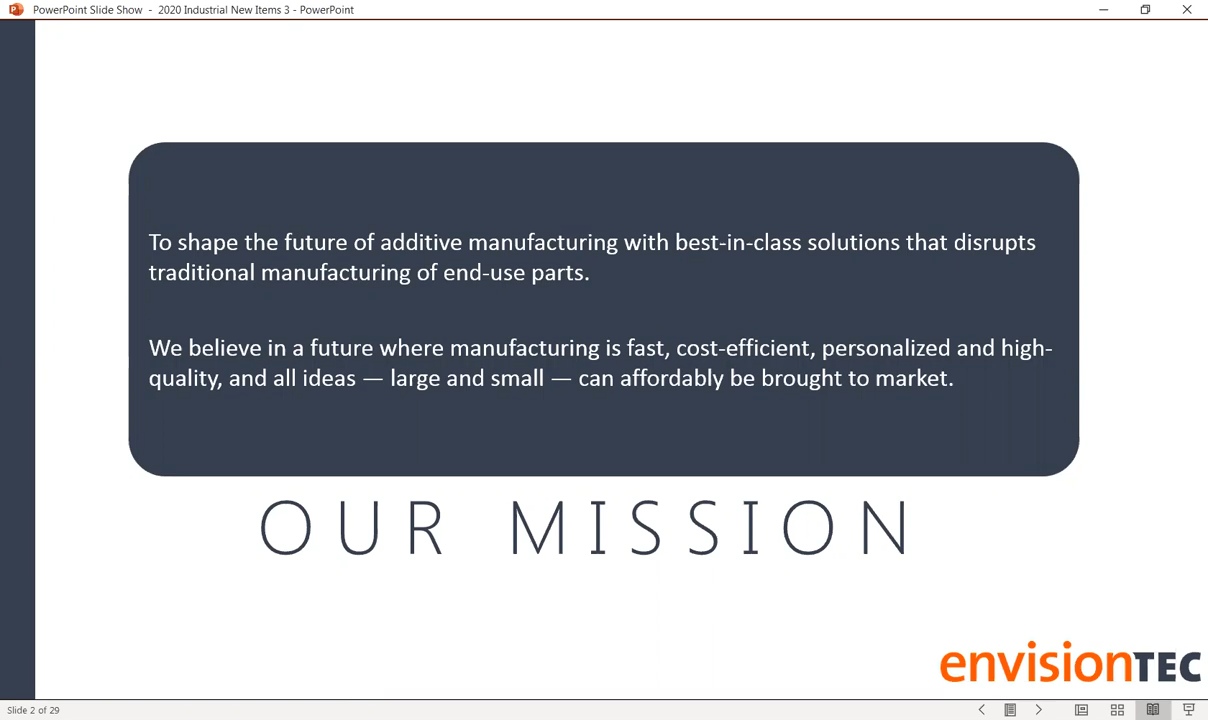 PowerPoint Slide Show - 2020 Industrial New Items 3 - PowerPoint
To shape the future of additive manufacturing with best-in-class solutions that disrupts
traditional manufacturing of end-use parts.
We believe in a future where manufacturing is fast, cost-efficient, personalized and high-
quality, and all ideas — large and small — can affordably be brought to market.
OUR MISSION
envisionTEC
Slide 2 of 29